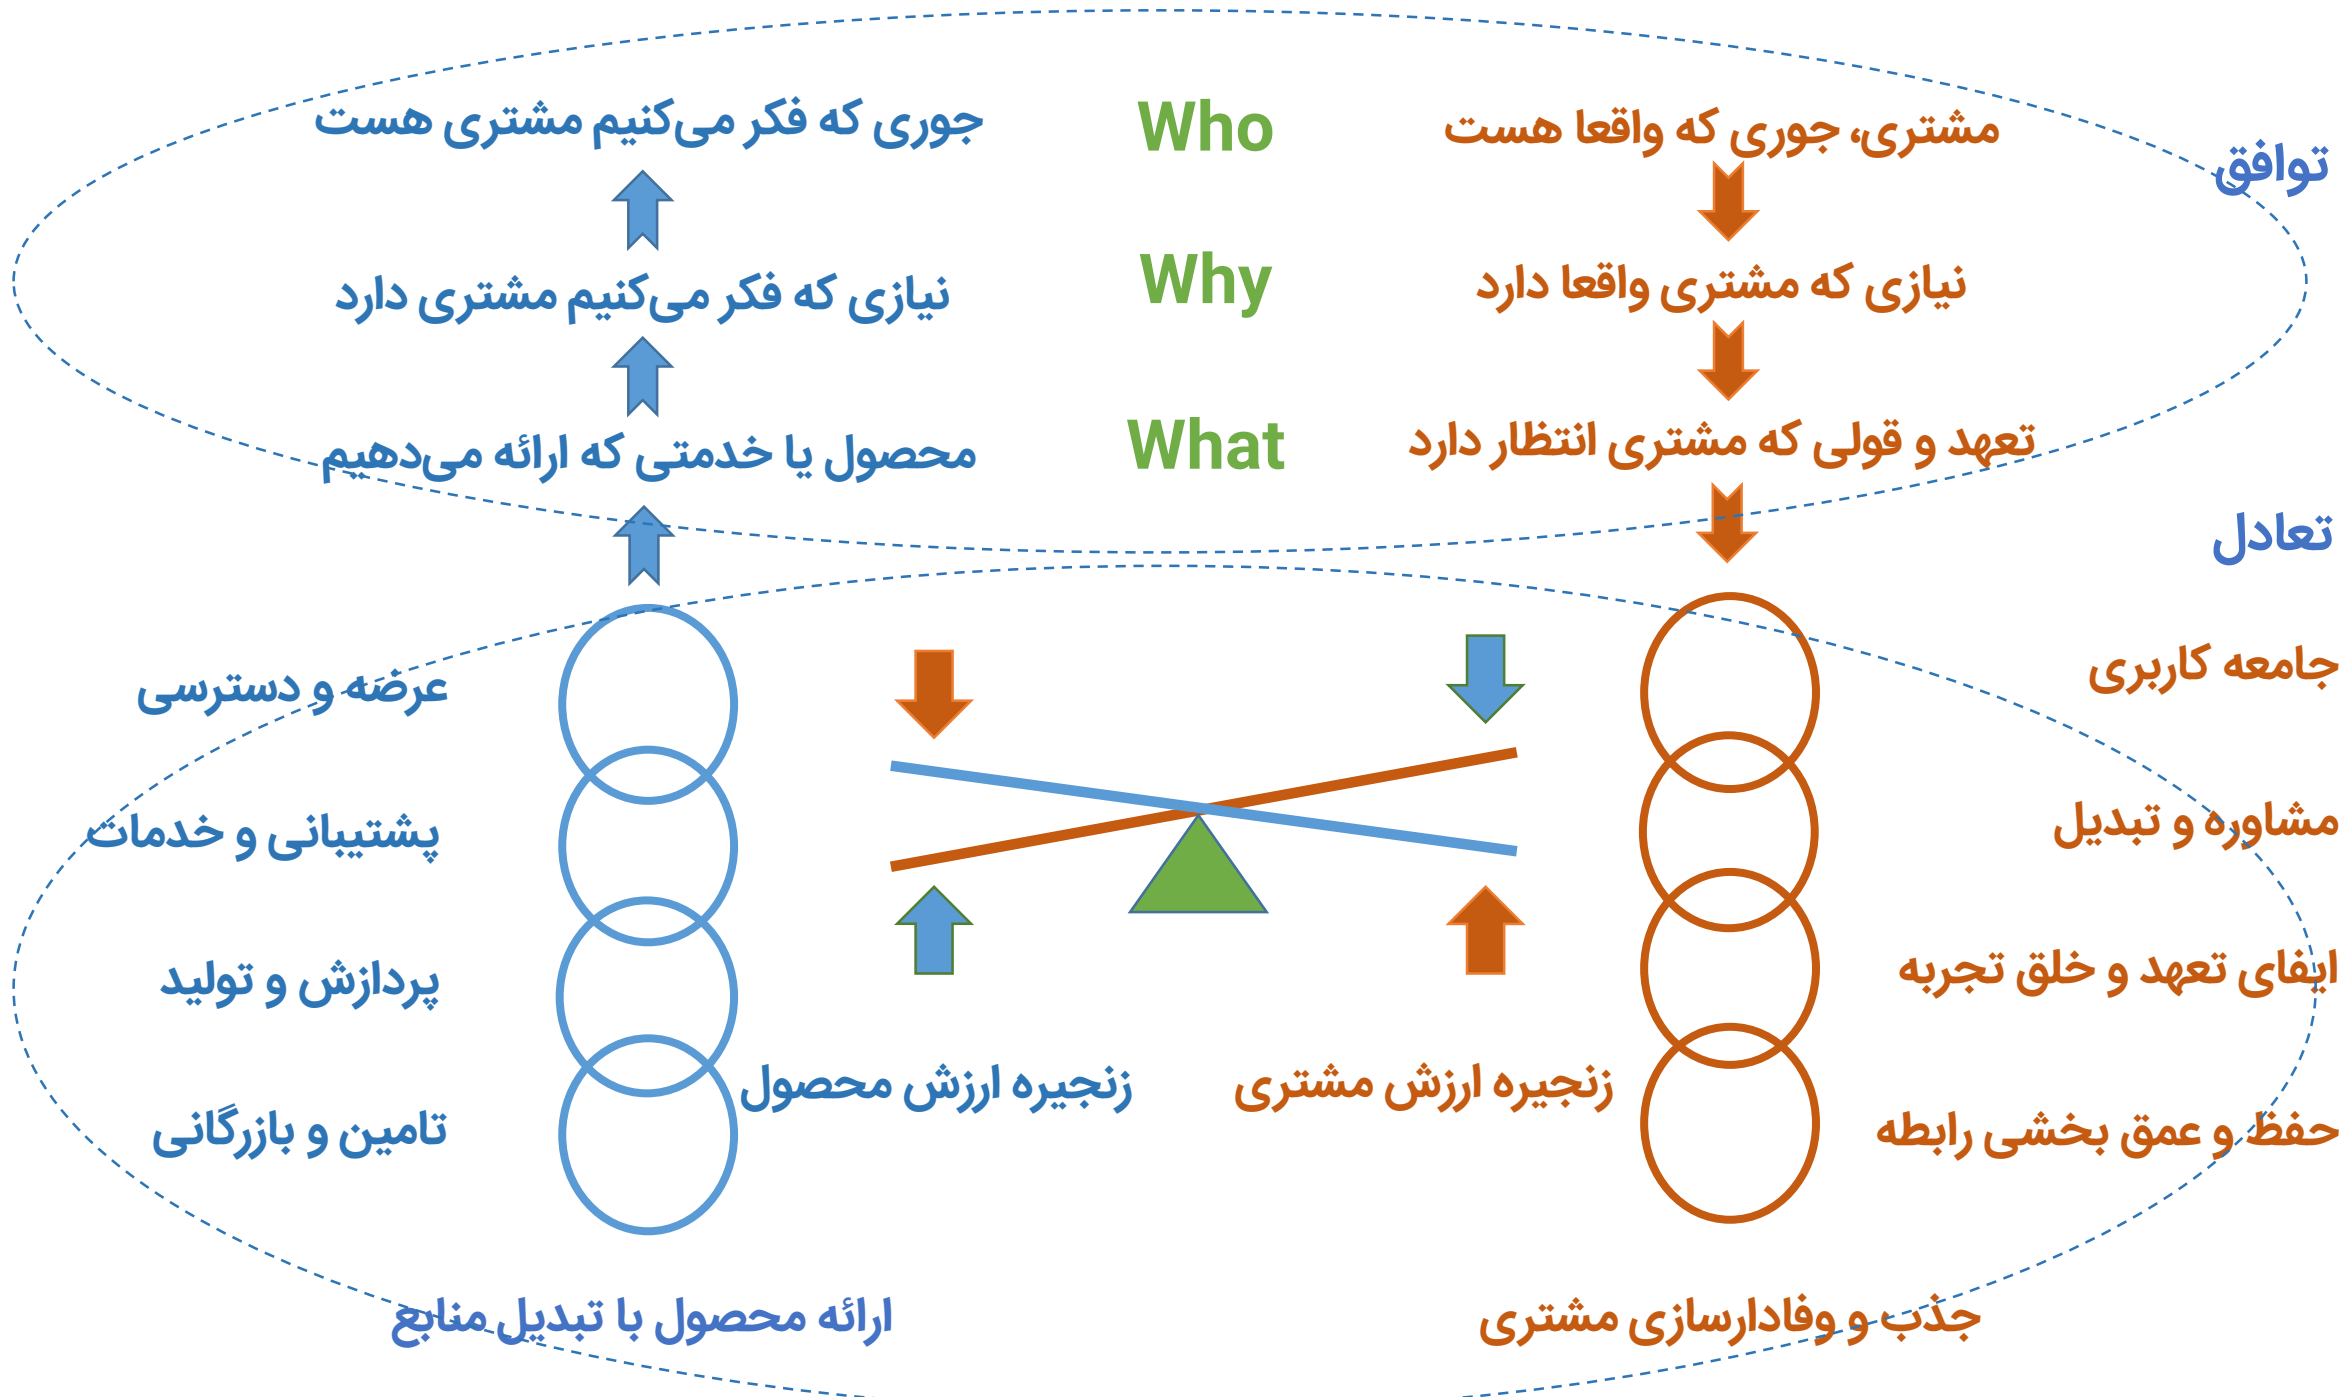 مشتری، جوری که واقعا هست
Who
جوری که فکر می‌کنیم مشتری هست
توافق
نیازی که مشتری واقعا دارد
Why
نیازی که فکر می‌کنیم مشتری دارد
تعهد و قولی که مشتری انتظار دارد
What
محصول یا خدمتی که ارائه می‌دهیم
تعادل
جامعه کاربری
عرضه و دسترسی
مشاوره و تبدیل
پشتیبانی و خدمات
ایفای تعهد و خلق تجربه
پردازش و تولید
زنجیره ارزش مشتری
زنجیره ارزش محصول
حفظ و عمق بخشی رابطه
تامین و بازرگانی
جذب و وفادارسازی مشتری
ارائه محصول با تبدیل منابع